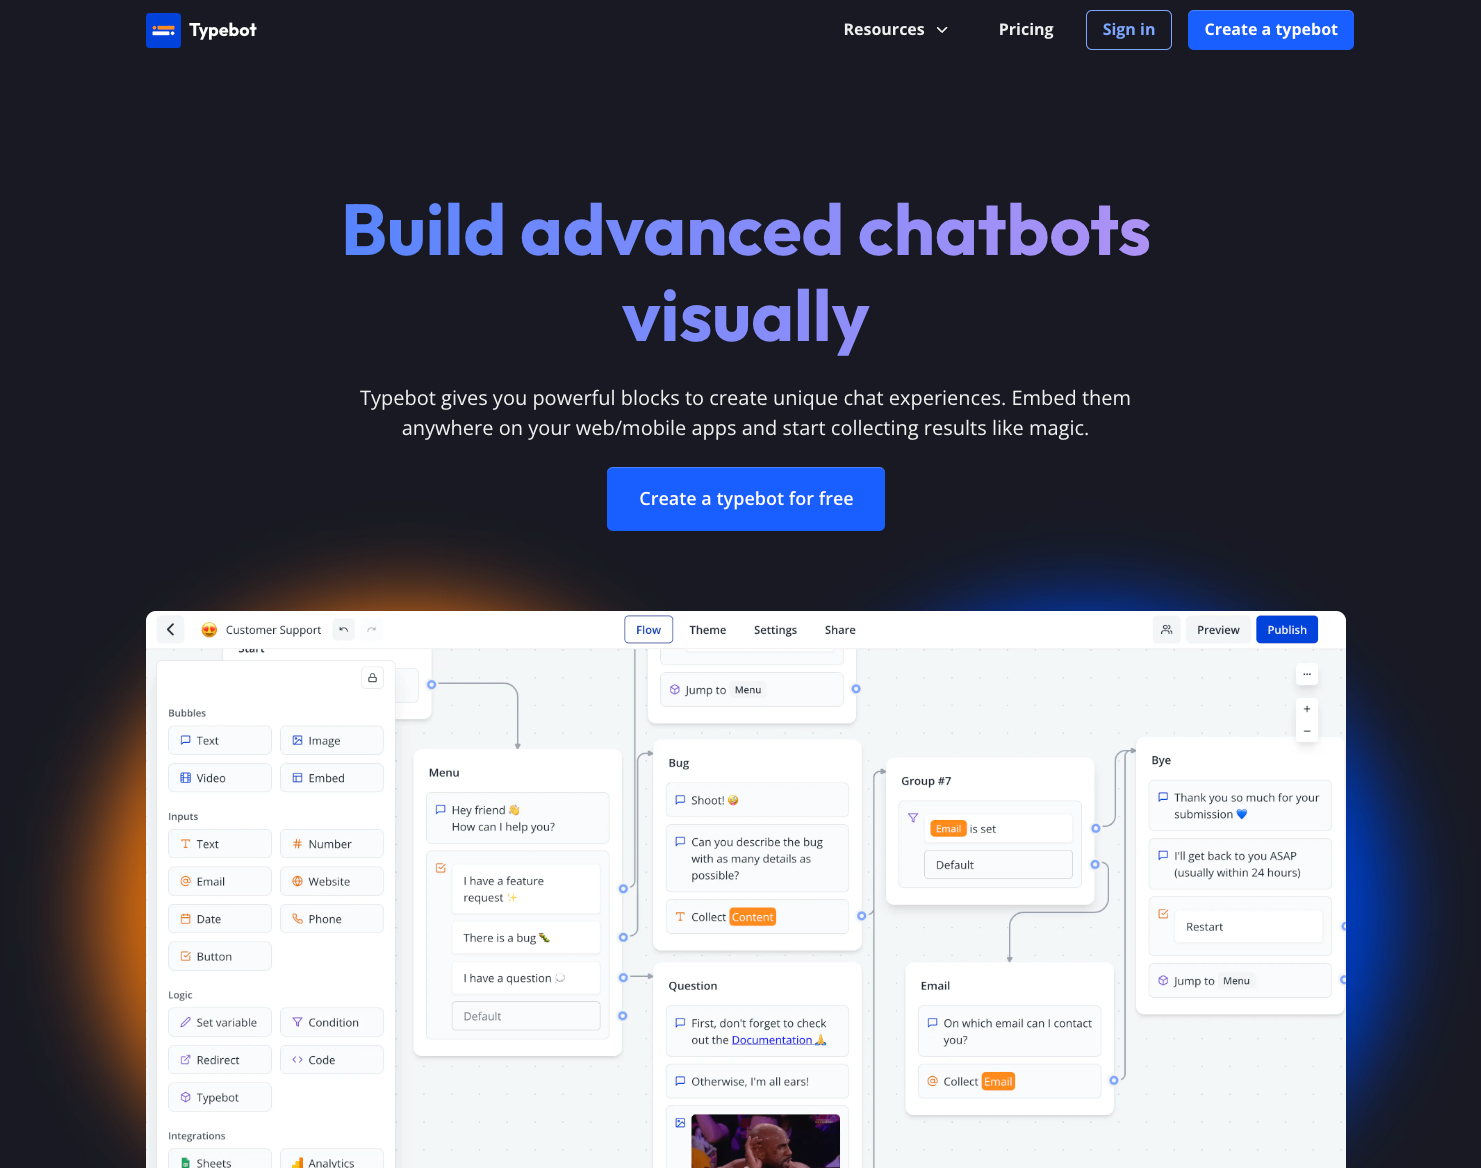 Typebot
Resources
Pricing
Sign in
Create a typebot
Build advanced chatbots
visually
Typebot gives you powerful blocks to create unique chat experiences. Embed them
anywhere on your web/mobile apps and start collecting results like magic.
Create a typebot for free
😍 Customer Support
Flow
Theme
Settings
Share
Preview
Publish
Start
Bubbles
Text
Image
Video
Embed
Inputs
Text
Number
Email
Website
Date
Phone
Button
Logic
Set variable
Condition
Redirect
Code
Typebot
Integrations
Sheets
Analytics
Menu
Hey friend 👋
How can I help you?
I have a feature
request ✨
There is a bug 🐛
I have a question 💭
Default
Jump to Menu
Bug
Shoot! 🤪
Can you describe the bug
with as many details as
possible?
Collect Content
Question
First, don't forget to check
out the Documentation 🙏
Otherwise, I'm all ears!
Group #7
Email is set
Default
Email
On which email can I contact
you?
Collect Email
Bye
Thank you so much for your
submission 💙
I'll get back to you ASAP
(usually within 24 hours)
Restart
Jump to Menu